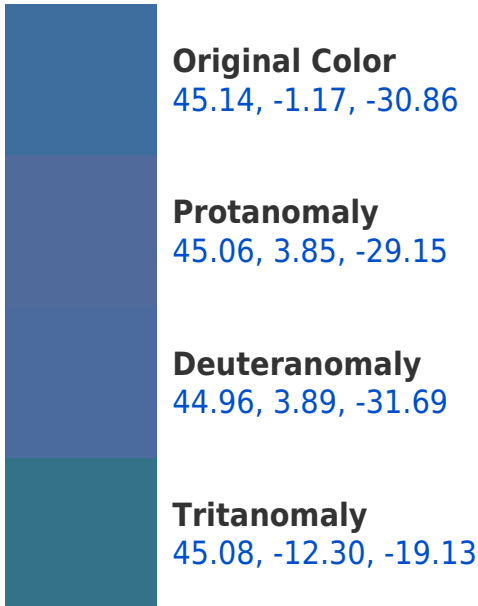 Original Color
45.14, -1.17, -30.86
Protanomaly
45.06, 3.85, -29.15
Deuteranomaly
44.96, 3.89, -31.69
Tritanomaly
45.08, -12.30, -19.13